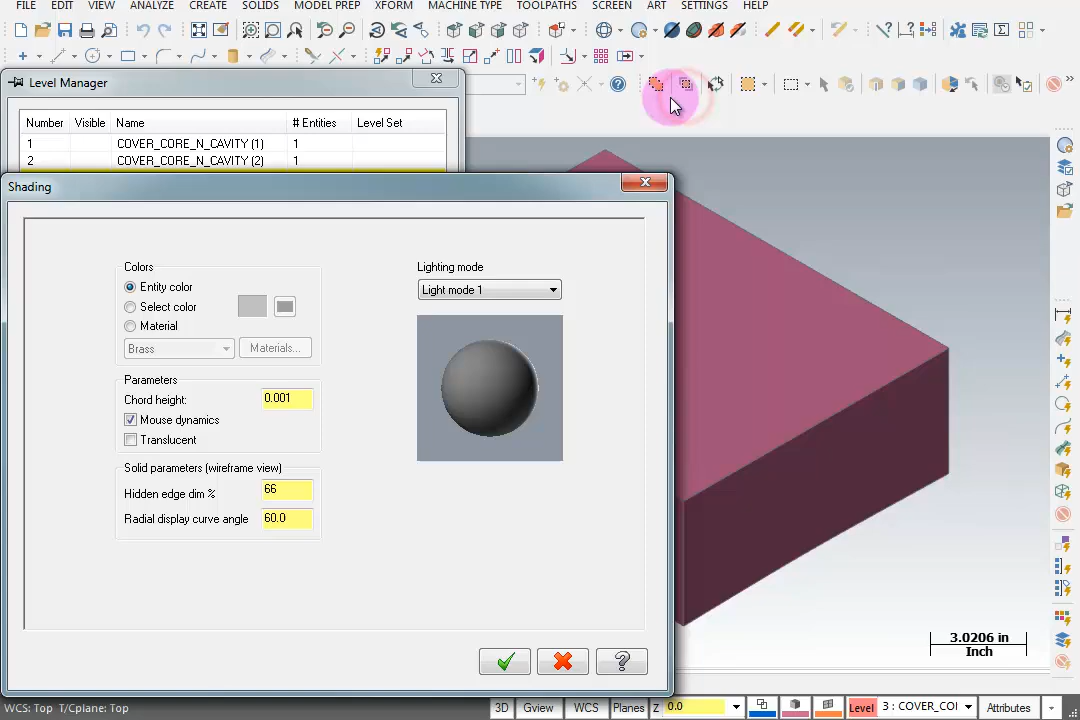 FILE EDIT VIEW ANALYZE CREATE SOLIDS MODEL PREP XFORM MACHINE TYPE TOOLPATHS SCREEN ART SETTINGS HELP
Level Manager
Number Visible Name # Entities Level Set
1 COVER_CORE_N_CAVITY (1) 1
2 COVER_CORE_N_CAVITY (2) 1
Shading
Colors
Entity color
Select color
Material
Brass Materials...
Parameters
Chord height: 0.001
Mouse dynamics
Translucent
Solid parameters (wireframe view)
Hidden edge dim % 66
Radial display curve angle 60.0
Lighting mode
Light mode 1
3.0206 in
Inch
WCS: Top T/Cplane: Top 3D Gview WCS Planes Z 0.0 Level 3 : COVER_COI Attributes